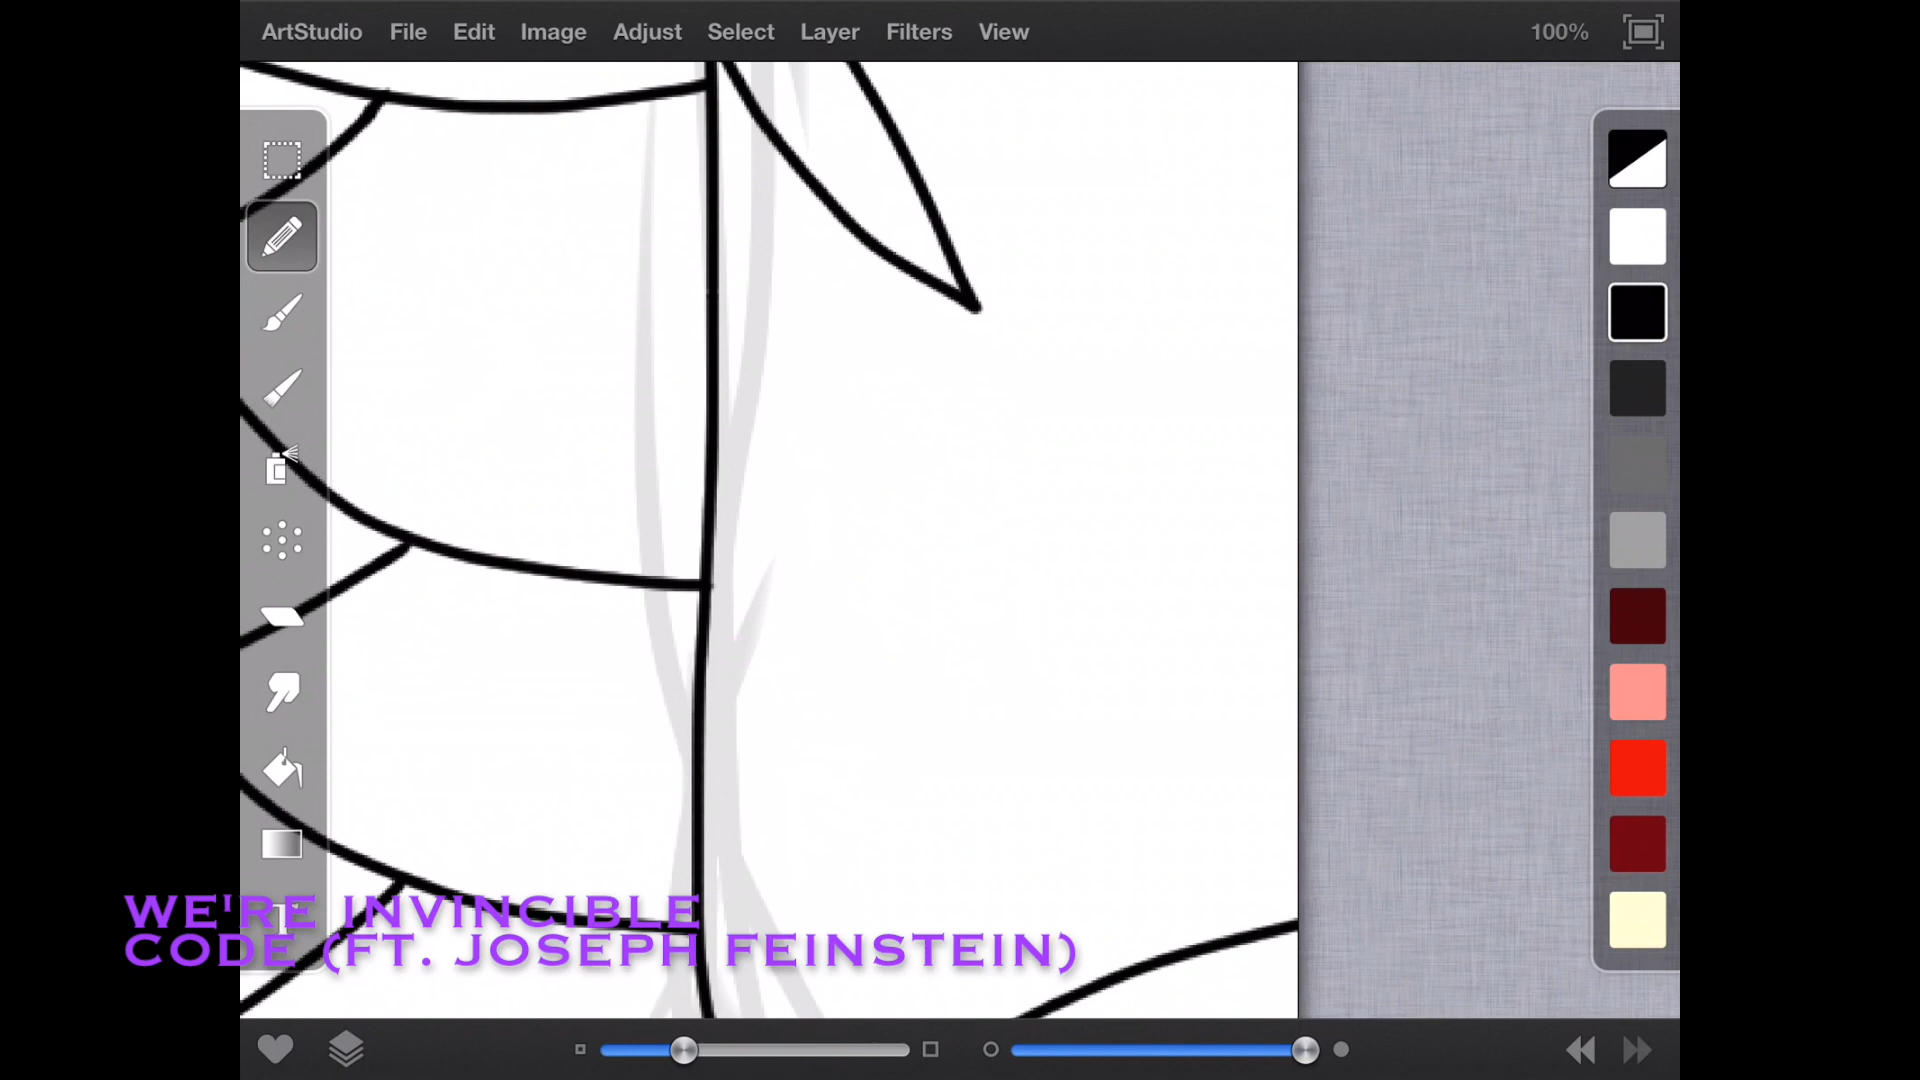 ArtStudio File Edit Image Adjust Select Layer Filters View 100%
WE'RE INVINCIBLE
CODE (FT. JOSEPH FEINSTEIN)